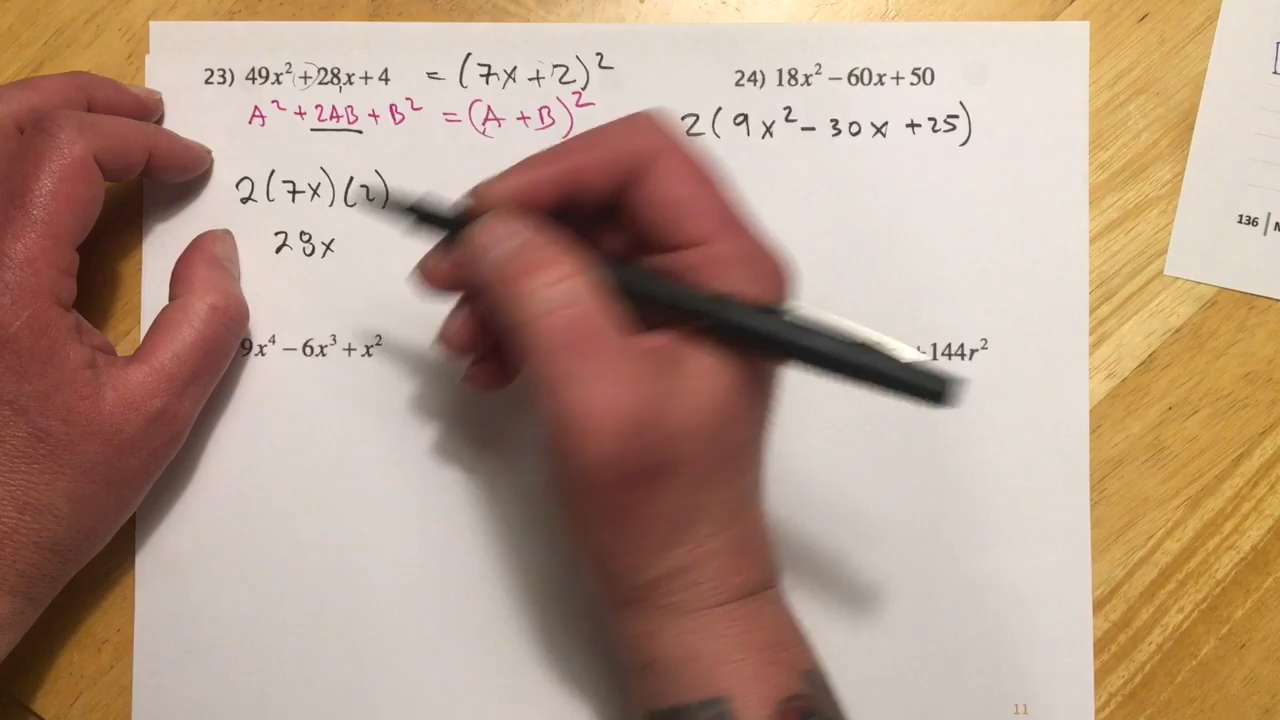 23) 49x² + 28x + 4 = (7x + 2)²
A² + 2AB + B² = (A + B)²
2(7x)(2)
28x
24) 18x² − 60x + 50
2(9x² − 30x + 25)
9x⁴ − 6x³ + x²
+144r²
136
11